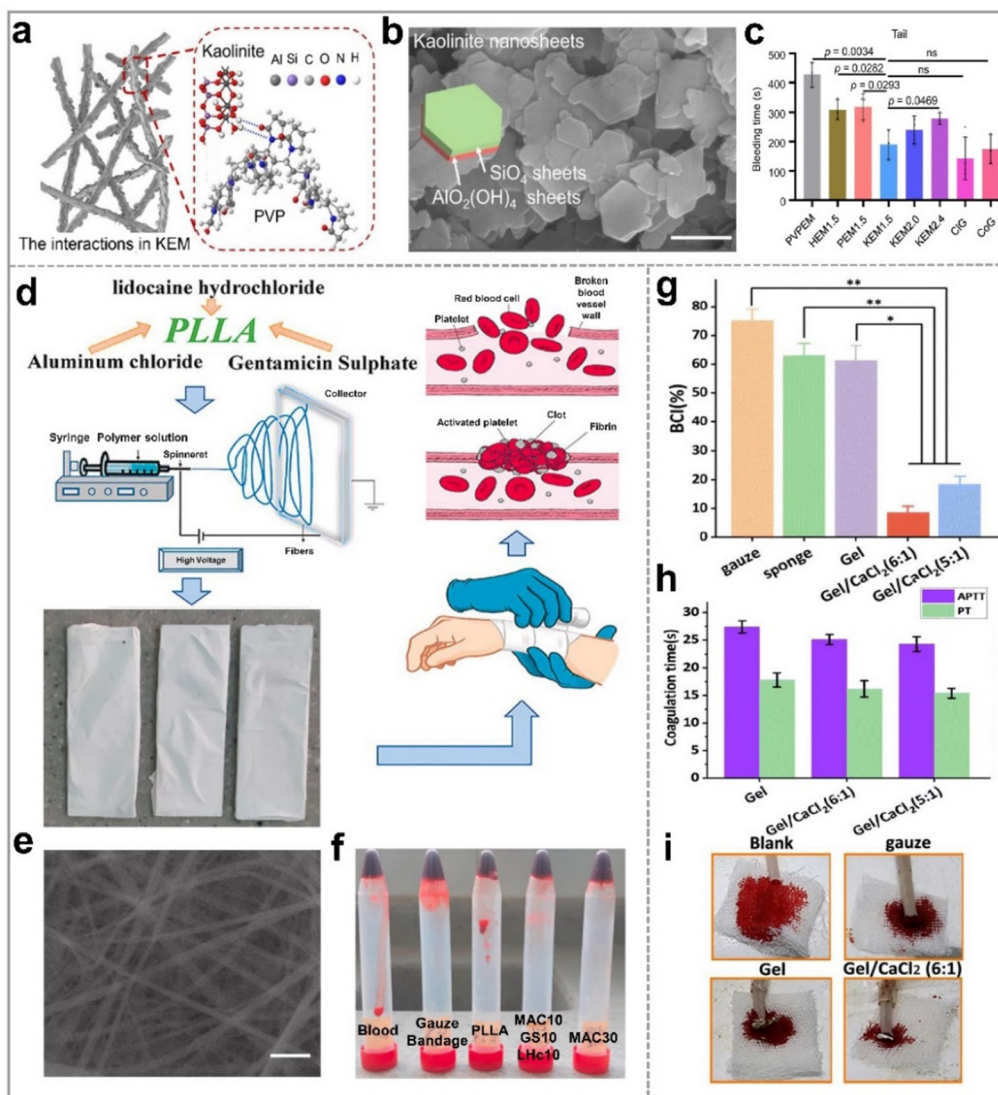 a
Kaolinite
Al Si C O N H
PVP
The interactions in KEM
b
Kaolinite nanosheets
SiO4 sheets
AlO2(OH)4 sheets
c
Tail
p = 0.0034
ns
p = 0.0282
ns
p = 0.0293
p = 0.0469
Bleeding time (s)
500
400
300
200
100
0
PVPEM
HEM1.5
PEM1.5
KEM1.5
KEM2.0
KEM2.4
CIG
CoG
d
lidocaine hydrochloride
PLLA
Aluminum chloride
Gentamicin Sulphate
Collector
Syringe
Polymer solution
Spinneret
Fibers
High Voltage
Red blood cell
Broken
blood
vessel
wall
Platelet
Activated platelet
Clot
Fibrin
e
f
Blood
Gauze
Bandage
PLLA
MAC10
GS10
LHc10
MAC30
g
BCI(%)
90
80
70
60
50
40
30
20
10
0
**
**
*
gauze
sponge
Gel
Gel/CaCl2(6:1)
Gel/CaCl2(5:1)
h
APTT
PT
Coagulation time(s)
30
25
20
15
10
5
0
Gel
Gel/CaCl2(6:1)
Gel/CaCl2(5:1)
i
Blank
gauze
Gel
Gel/CaCl2 (6:1)